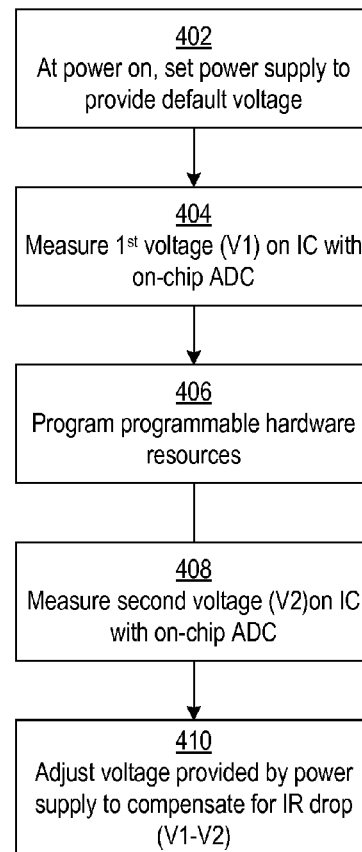 402
At power on, set power supply to
provide default voltage
404
Measure 1st voltage (V1) on IC with
on-chip ADC
406
Program programmable hardware
resources
408
Measure second voltage (V2)on IC
with on-chip ADC
410
Adjust voltage provided by power
supply to compensate for IR drop
(V1-V2)